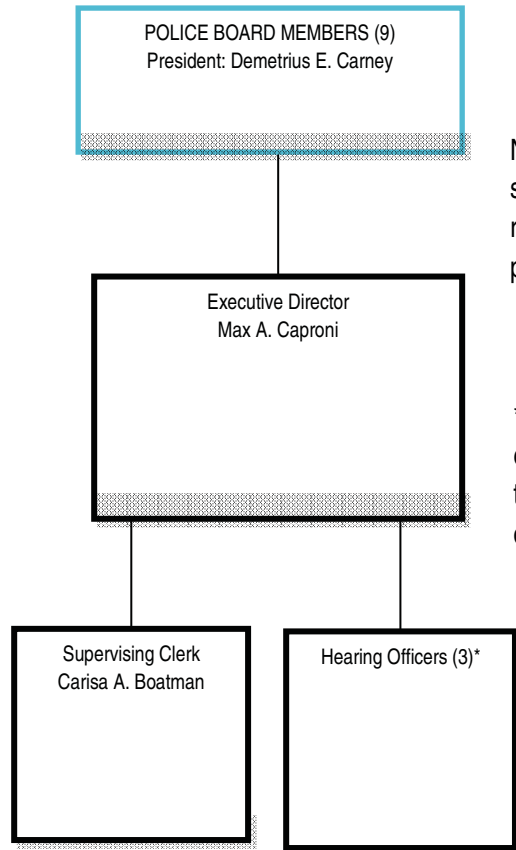 POLICE BOARD MEMBERS (9)
President: Demetrius E. Carney
Executive Director
Max A. Caproni
Supervising Clerk
Carisa A. Boatman
Hearing Officers (3)*